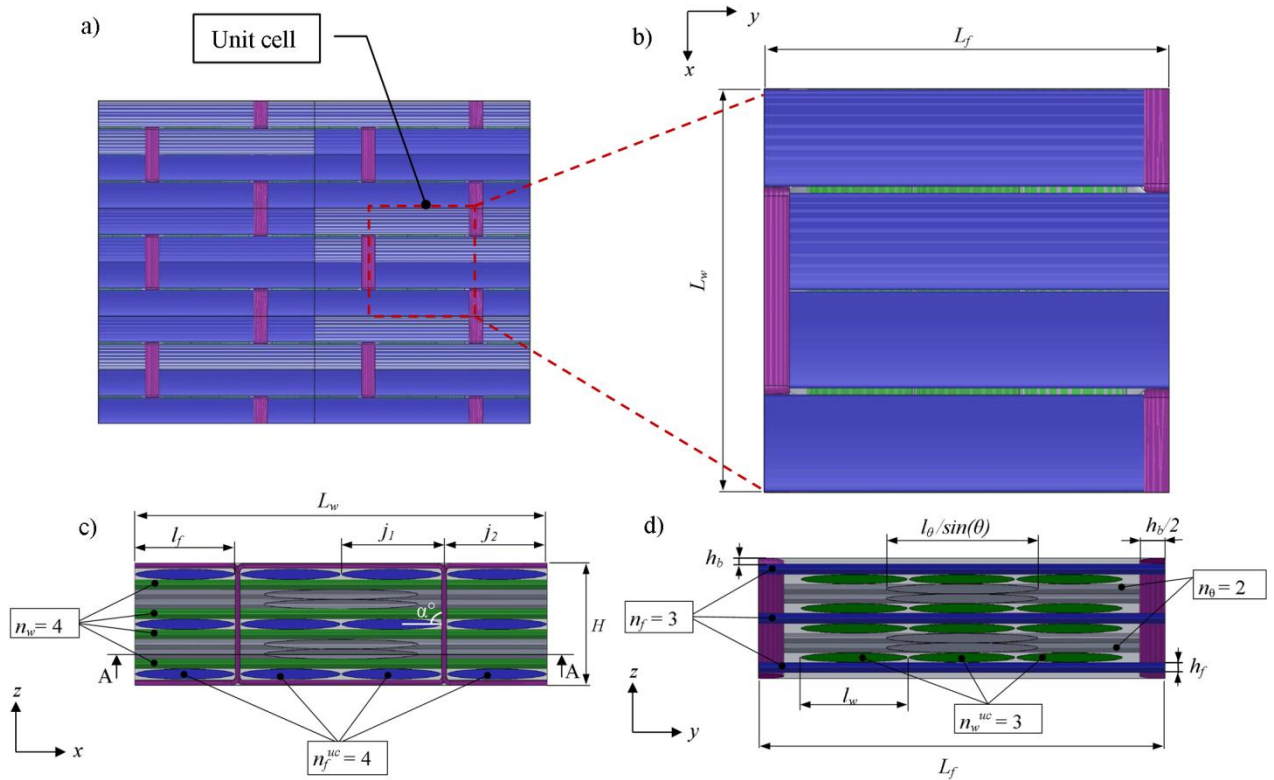 a)
Unit cell
b)
y
x
L_f
L_w
c)
L_w
l_f
j_1
j_2
n_w = 4
α°
H
A
A
z
x
n_f^{uc} = 4
d)
l_θ/sin(θ)
h_b/2
h_b
n_θ = 2
n_f = 3
h_f
l_w
z
n_w^{uc} = 3
y
L_f